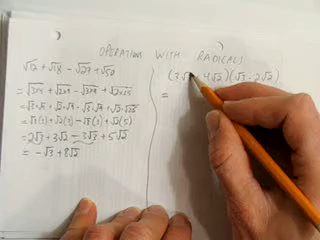 OPERATIONS WITH RADICALS
√12 + √18 - √27 + √50
= √3×4 + √2×9 - √3×9 + √2×25
= √3·√4 + √2·√9 - √3·√9 + √2·√25
= √3(2) + √2(3) - √3(3) + √2(5)
= 2√3 + 3√2 - 3√3 + 5√2
= -√3 + 8√2
(3√ 4√2)(√3 - 2√2)
=